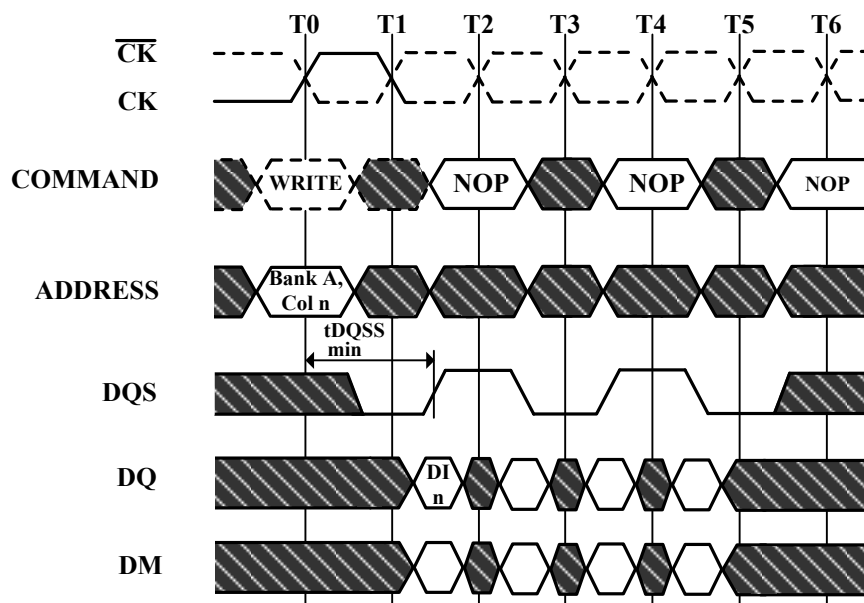 T0 T1 T2 T3 T4 T5 T6
CK
CK
COMMAND
WRITE NOP NOP NOP
ADDRESS
Bank A,
Col n
tDQSS
min
DQS
DQ
DI
n
DM